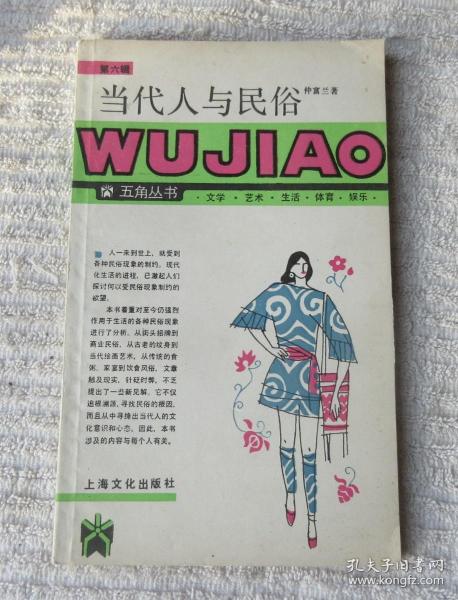 第六辑
当代人与民俗 仲富兰著
WUJIAO
五角丛书 ·文学·艺术·生活·体育·娱乐·
人一来到世上，就受到
各种民俗现象的制约。现代
化生活的进程，已激起人们
探讨何以受民俗现象制约的
欲望。
本书着重对至今仍强烈
作用于生活的各种民俗现象
进行了分析，从街头招牌到
商业民俗，从古老的纹身到
当代绘画艺术，从传统的食
粥、家宴到饮食风俗，文章
触及现实，针砭时弊，不乏
提出了一些新见解。它不仅
追根溯源，寻找民俗的根因，
而且从中寻绎出当代人的文
化意识和心态，因此，本书
涉及的内容与每个人有关。
上海文化出版社
孔夫子旧书网
kongfz.com